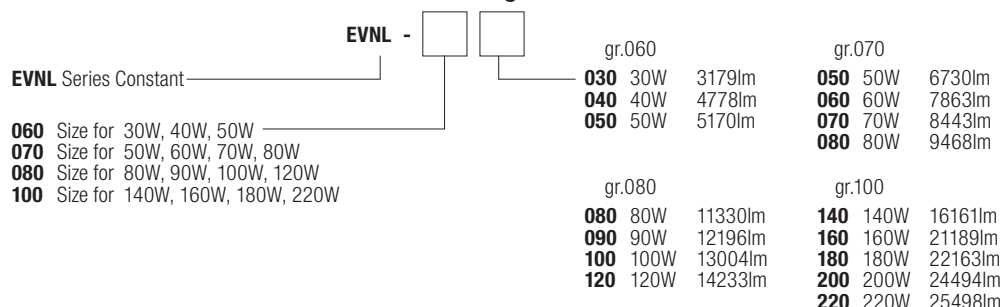 EVNL -
EVNL Series Constant
060 Size for 30W, 40W, 50W
070 Size for 50W, 60W, 70W, 80W
080 Size for 80W, 90W, 100W, 120W
100 Size for 140W, 160W, 180W, 220W
gr.060
030 30W 3179lm
040 40W 4778lm
050 50W 5170lm
gr.070
050 50W 6730lm
060 60W 7863lm
070 70W 8443lm
080 80W 9468lm
gr.080
080 80W 11330lm
090 90W 12196lm
100 100W 13004lm
120 120W 14233lm
gr.100
140 140W 16161lm
160 160W 21189lm
180 180W 22163lm
200 200W 24494lm
220 220W 25498lm